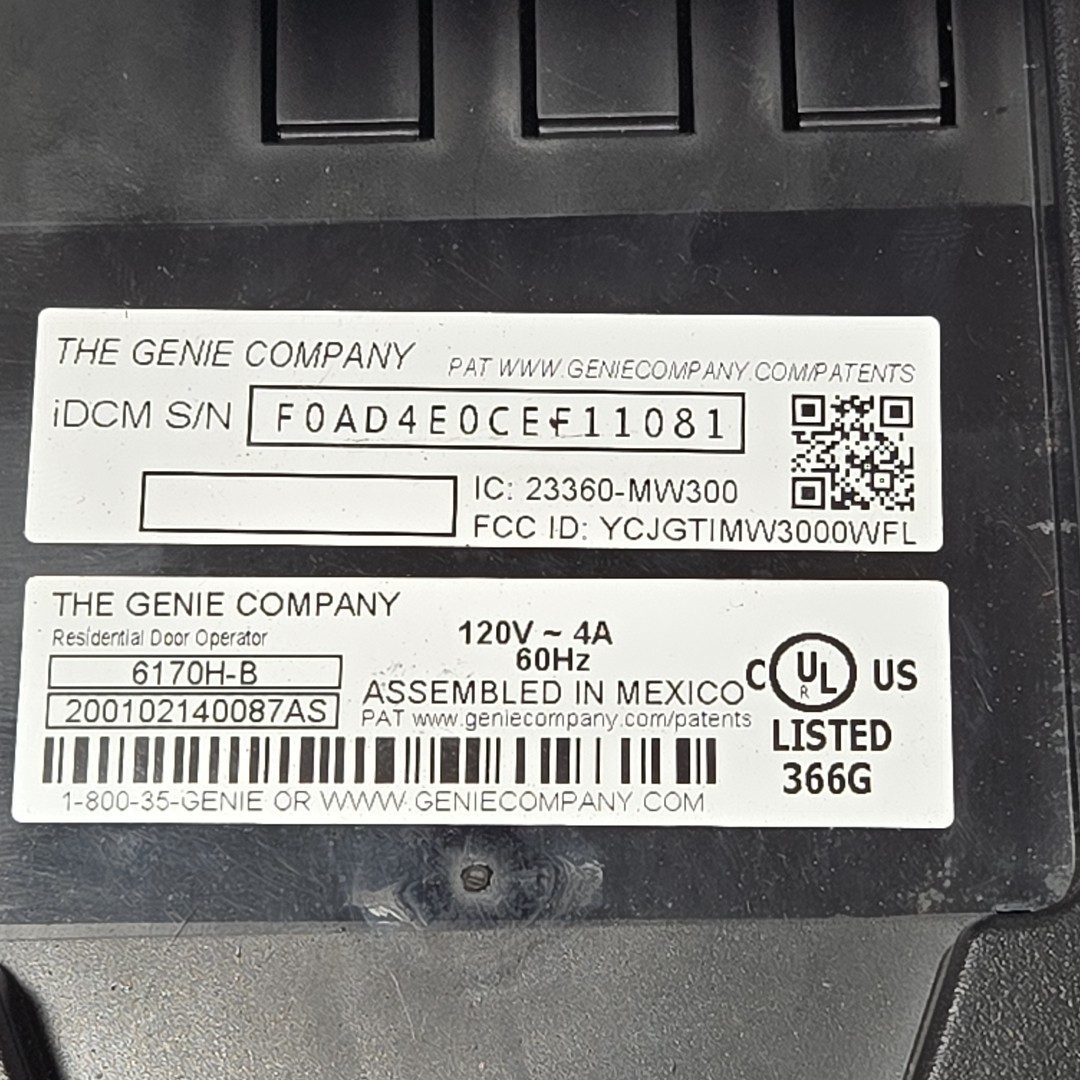 THE GENIE COMPANY PAT WWW.GENIECOMPANY.COM/PATENTS
iDCM S/N F0AD4E0CEF11081
IC: 23360-MW300
FCC ID: YCJGTIMW3000WFL
THE GENIE COMPANY
Residential Door Operator
6170H-B
200102140087AS
120V ~ 4A
60Hz
ASSEMBLED IN MEXICO
PAT www.geniecompany.com/patents
1-800-35-GENIE OR WWW.GENIECOMPANY.COM
C UL R US
LISTED
366G